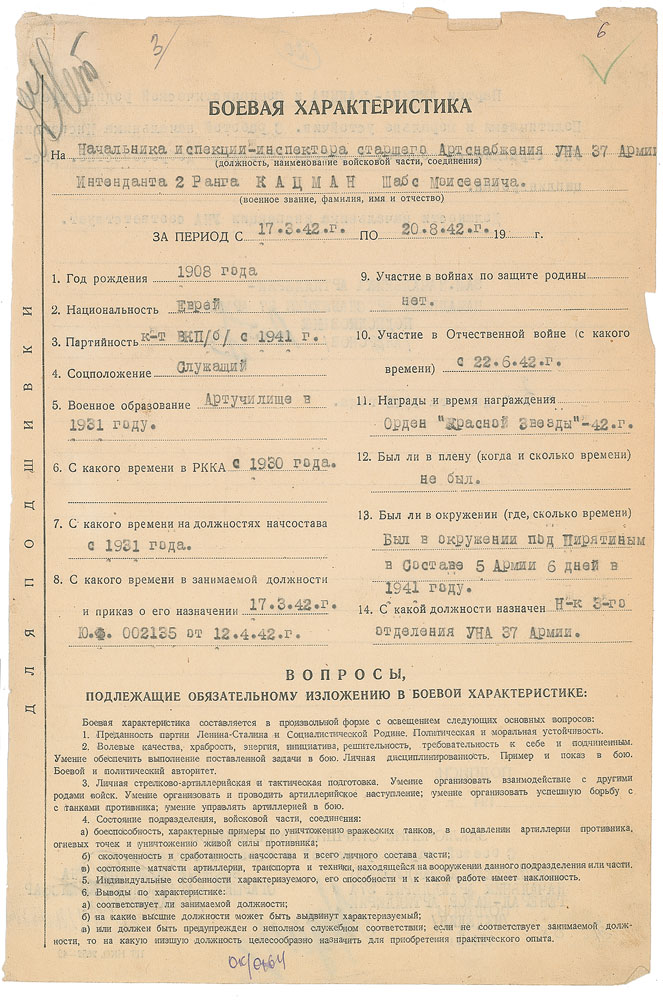 3/
6
БОЕВАЯ ХАРАКТЕРИСТИКА
На Начальника испекции-инспектора старшего Артснабжения УНА 37 Армии
(должность, наименование войсковой части, соединения)
Интенданта 2 Ранга КАЦМАН Шабс Моисеевича.
(военное звание, фамилия, имя и отчество)
ЗА ПЕРИОД С 17.3.42.г. ПО 20.8.42.г. 19 г.
1. Год рождения 1908 года
2. Национальность Еврей
3. Партийность к-т ВКП/б/ с 1941 г.
4. Соцположение Служащий
5. Военное образование Артучилище в
1931 году.
6. С какого времени в РККА с 1930 года.
7. С какого времени на должностях начсостава
с 1931 года.
8. С какого времени в занимаемой должности
и приказ о его назначении 17.3.42.г.
Ю.Ф. 002135 от 12.4.42.г.
9. Участие в войнах по защите родины
нет.
10. Участие в Отечественной войне (с какого
времени) с 22.6.42.г.
11. Награды и время награждения
Орден "Красной Звезды"-42.г.
12. Был ли в плену (когда и сколько времени)
не был.
13. Был ли в окружении (где, сколько времени)
Был в окружении под Пирятиным
в Составе 5 Армии 6 дней в
1941 году.
14. С какой должности назначен Н-к 3-го
отделения УНА 37 Армии.
ДЛЯ ПОДШИВКИ
ВОПРОСЫ,
ПОДЛЕЖАЩИЕ ОБЯЗАТЕЛЬНОМУ ИЗЛОЖЕНИЮ В БОЕВОЙ ХАРАКТЕРИСТИКЕ:
Боевая характеристика составляется в произвольной форме с освещением следующих основных вопросов:
1. Преданность партии Ленина-Сталина и Социалистической Родине. Политическая и моральная устойчивость.
2. Волевые качества, храбрость, энергия, инициатива, решительность, требовательность к себе и подчиненным.
Умение обеспечить выполнение поставленной задачи в бою. Личная дисциплинированность. Пример и показ в бою.
Боевой и политический авторитет.
3. Личная стрелково-артиллерийская и тактическая подготовка. Умение организовать взаимодействие с другими
родами войск. Умение организовать и проводить артиллерийское наступление; умение организовать успешную борьбу с
с танками противника; умение управлять артиллерией в бою.
4. Состояние подразделения, войсковой части, соединения:
а) боеспособность, характерные примеры по уничтожению вражеских танков, в подавлении артиллерии противника,
огневых точек и уничтожению живой силы противника;
б) сколоченность и сработанность начсостава и всего личного состава части;
в) состояние матчасти артиллерии, транспорта и техники, находящейся на вооружении данного подразделения или части.
5. Индивидуальные особенности характеризуемого, его способности и к какой работе имеет наклонность.
6. Выводы по характеристике:
а) соответствует ли занимаемой должности;
б) на какие высшие должности может быть выдвинут характеризуемый;
в) или должен быть предупрежден о неполном служебном соответствии; если не соответствует занимаемой долж-
ности, то на какую низшую должность целесообразно назначить для приобретения практического опыта.